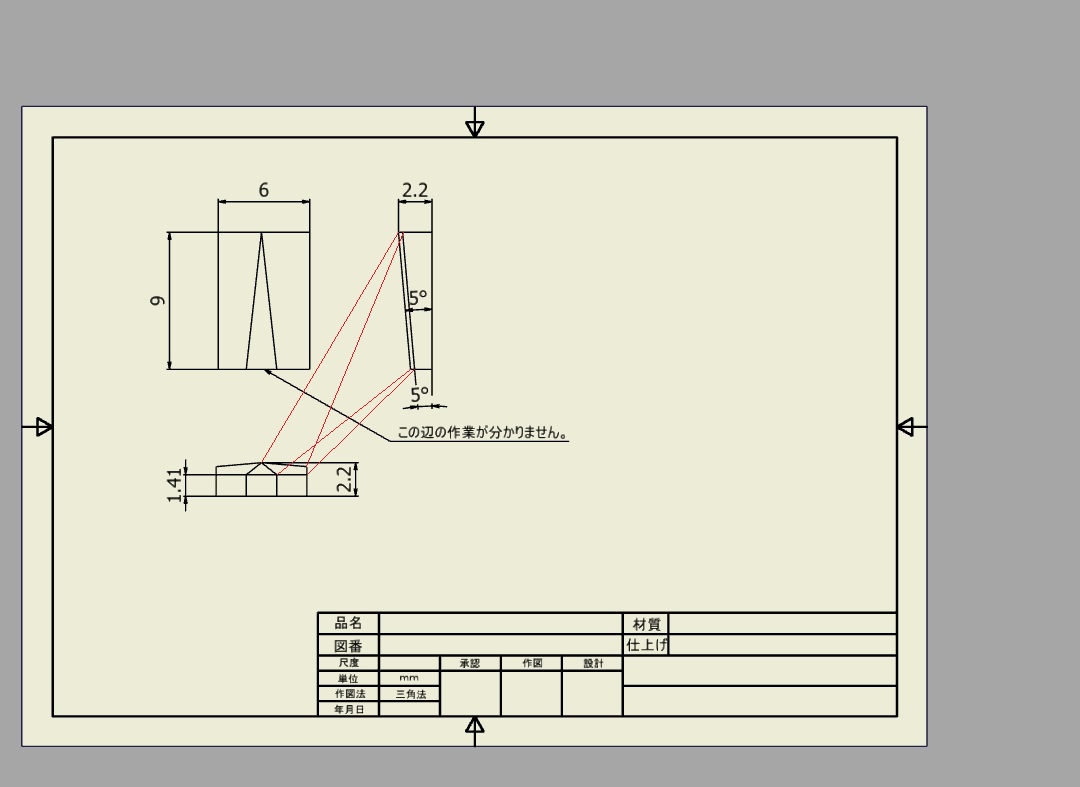 6
2.2
9
5°
5°
この辺の作業が分かりません。
1.41
2.2
品名
材質
図番
仕上げ
尺度
承認
作図
設計
単位
mm
作図法
三角法
年月日